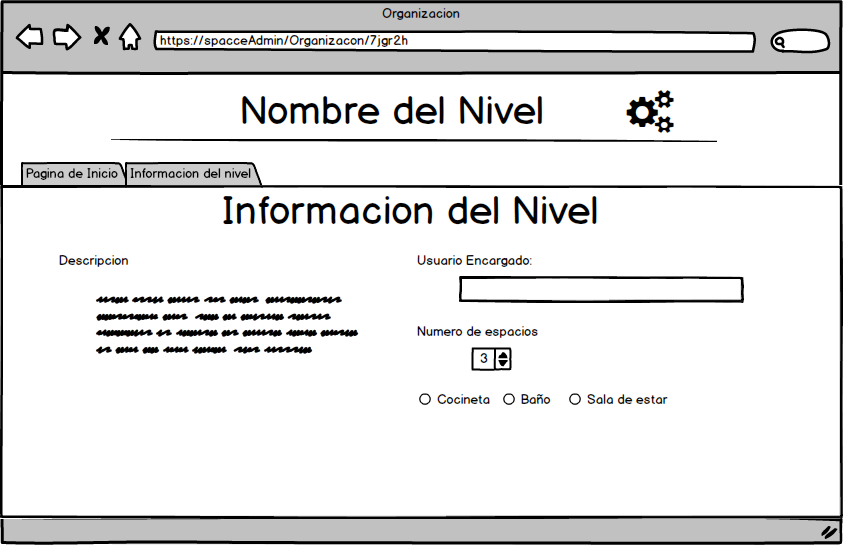 Organizacion
https://spacceAdmin/Organizacon/7jgr2h
Nombre del Nivel
Pagina de Inicio
Informacion del nivel
Informacion del Nivel
Descripcion
Usuario Encargado:
Numero de espacios
3
Cocineta
Baño
Sala de estar